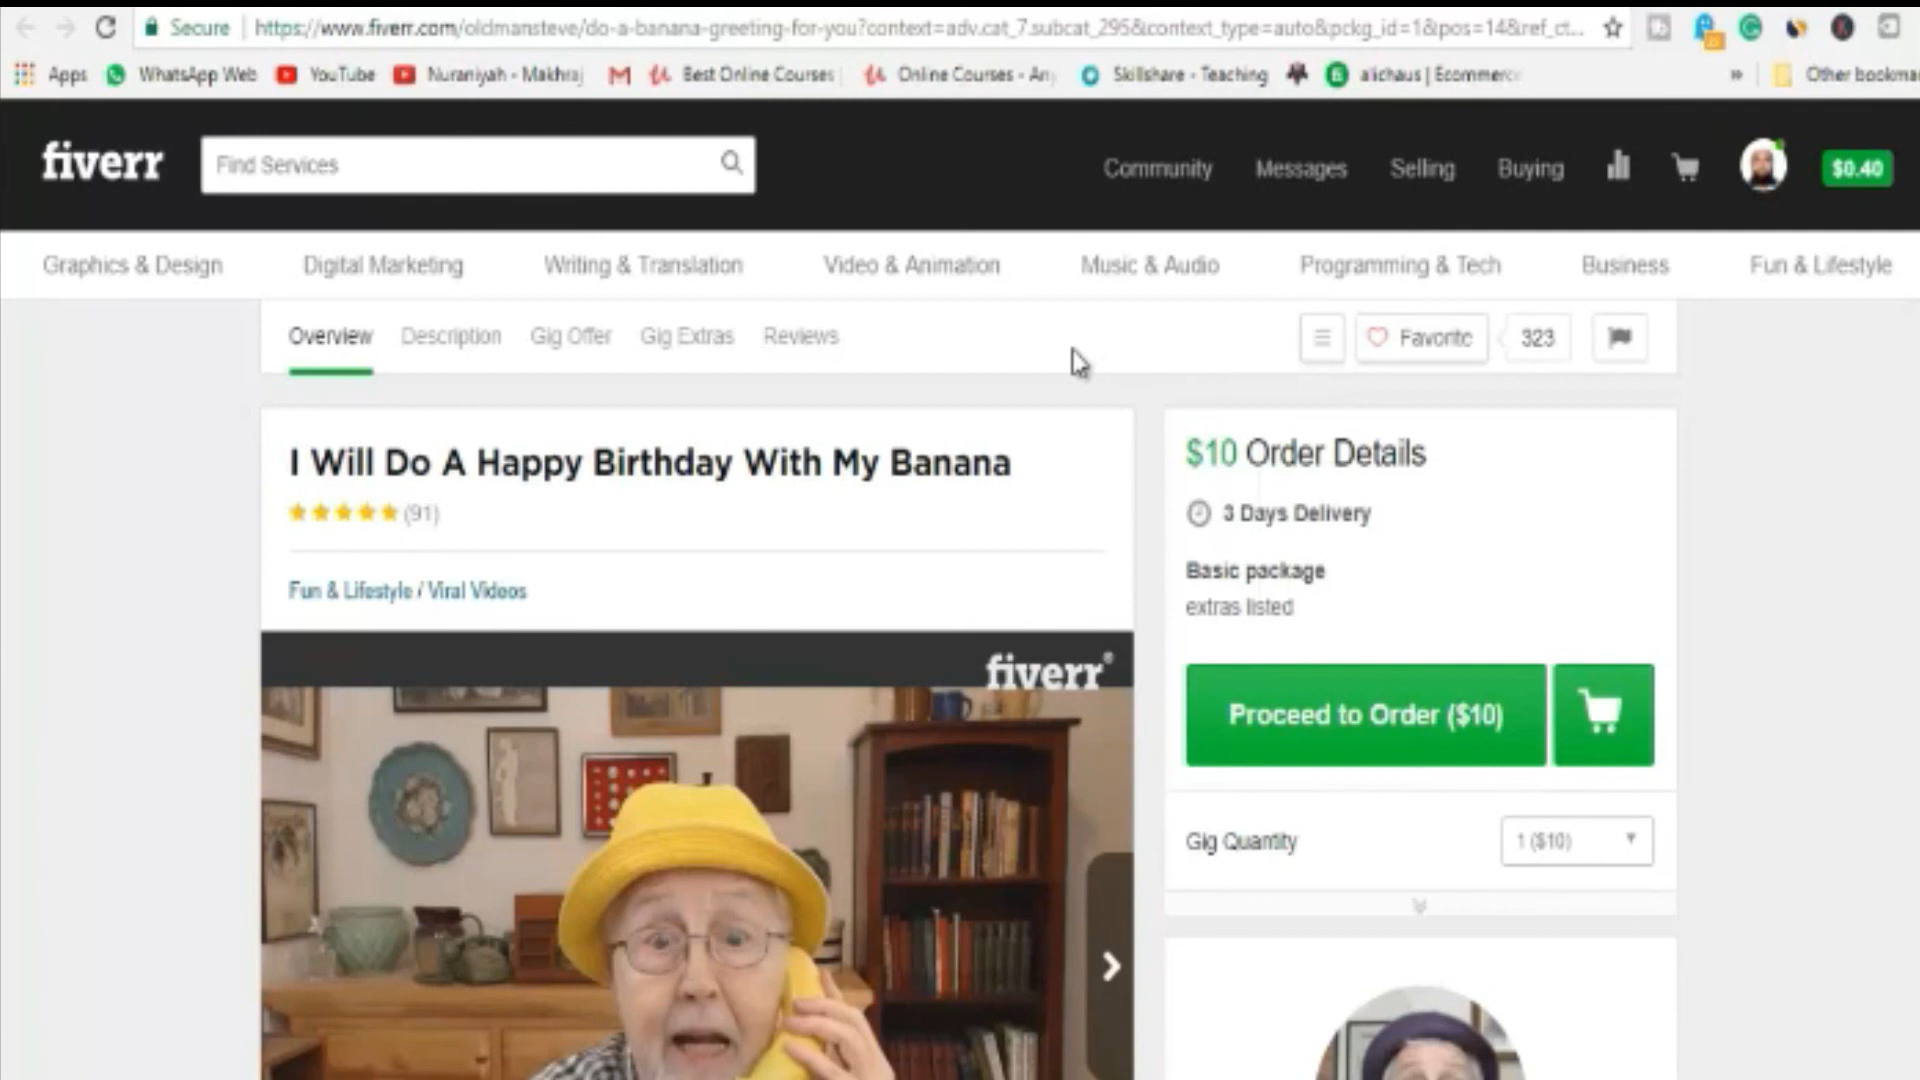 Secure https://www.fiverr.com/oldmansteve/do-a-banana-greeting-for-you?context=adv.cat_7.subcat_295&context_type=auto&pckg_id=1&pos=14&ref_ct...
Apps WhatsApp Web YouTube Nuraniyah - Makhraj Best Online Courses Online Courses - Any Skillshare - Teaching alichaus | Ecommerce » Other bookma
fiverr Find Services Community Messages Selling Buying $0.40
Graphics & Design Digital Marketing Writing & Translation Video & Animation Music & Audio Programming & Tech Business Fun & Lifestyle
Overview Description Gig Offer Gig Extras Reviews Favorite 323
I Will Do A Happy Birthday With My Banana
(91)
Fun & Lifestyle / Viral Videos
fiverr®
$10 Order Details
3 Days Delivery
Basic package
extras listed
Proceed to Order ($10)
Gig Quantity 1 ($10)